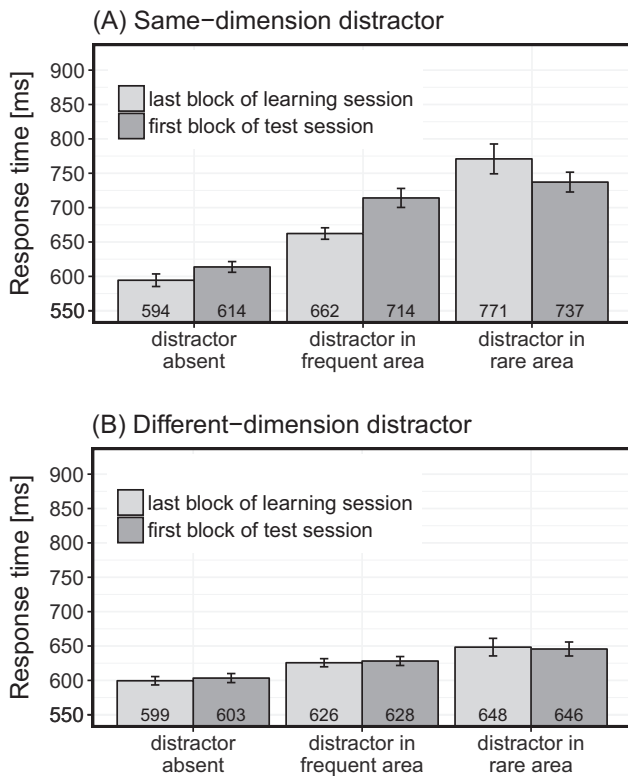 (A) Same−dimension distractor
Response time [ms]
900
850
800
750
700
650
600
550
last block of learning session
first block of test session
594 614 662 714 771 737
distractor absent
distractor in frequent area
distractor in rare area
(B) Different−dimension distractor
Response time [ms]
900
850
800
750
700
650
600
550
last block of learning session
first block of test session
599 603 626 628 648 646
distractor absent
distractor in frequent area
distractor in rare area